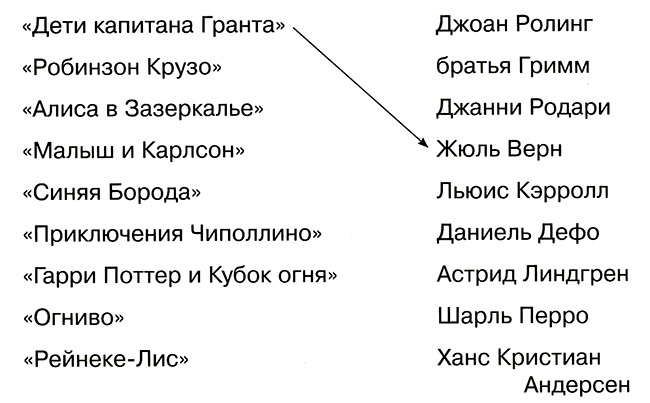 «Дети капитана Гранта»
«Робинзон Крузо»
«Алиса в Зазеркалье»
«Малыш и Карлсон»
«Синяя Борода»
«Приключения Чиполлино»
«Гарри Поттер и Кубок огня»
«Огниво»
«Рейнеке-Лис»
Джоан Ролинг
братья Гримм
Джанни Родари
Жюль Верн
Льюис Кэрролл
Даниель Дефо
Астрид Линдгрен
Шарль Перро
Ханс Кристиан
Андерсен